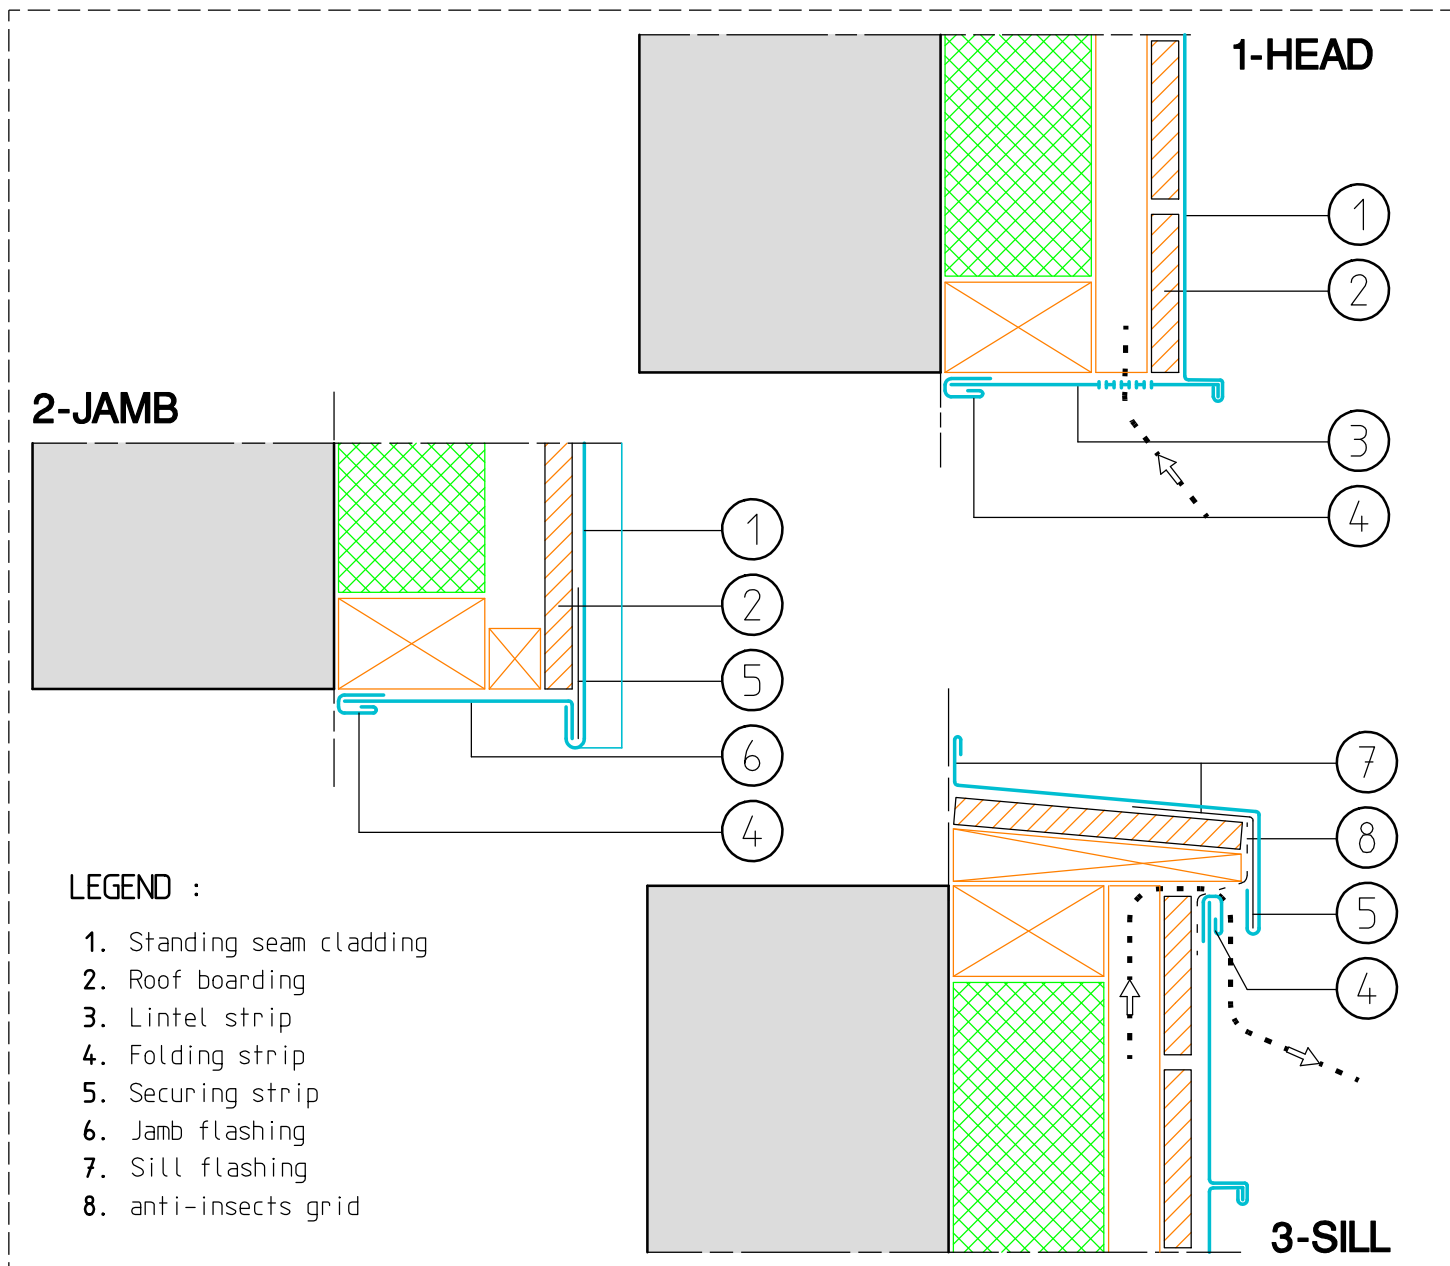 1-HEAD
1
2
3
4
2-JAMB
1
2
5
6
4
7
8
5
4
3-SILL
LEGEND :
1. Standing seam cladding
2. Roof boarding
3. Lintel strip
4. Folding strip
5. Securing strip
6. Jamb flashing
7. Sill flashing
8. anti-insects grid